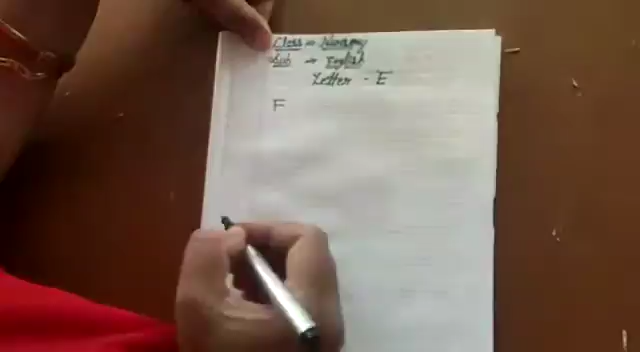 Class → Nursery
Sub → English
Letter - E
F